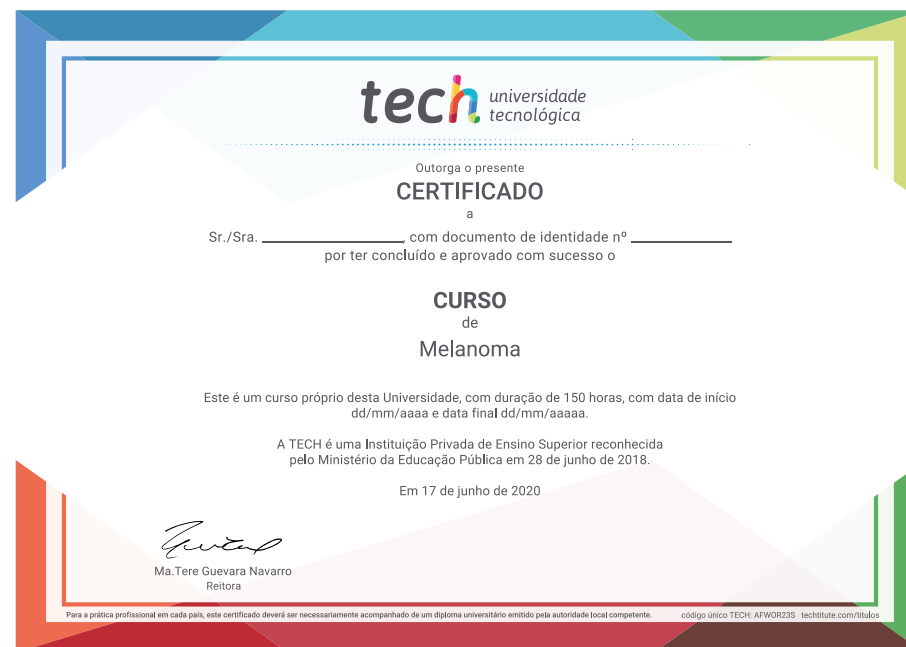 tech universidade
tecnológica
Outorga o presente
CERTIFICADO
a
Sr./Sra. ____________________, com documento de identidade nº ______________
por ter concluído e aprovado com sucesso o
CURSO
de
Melanoma
Este é um curso próprio desta Universidade, com duração de 150 horas, com data de início
dd/mm/aaaa e data final dd/mm/aaaaa.
A TECH é uma Instituição Privada de Ensino Superior reconhecida
pelo Ministério da Educação Pública em 28 de junho de 2018.
Em 17 de junho de 2020
Ma.Tere Guevara Navarro
Reitora
Para a prática profissional em cada país, este certificado deverá ser necessariamente acompanhado de um diploma universitário emitido pela autoridade local competente. código único TECH: AFWOR23S techtitute.com/títulos